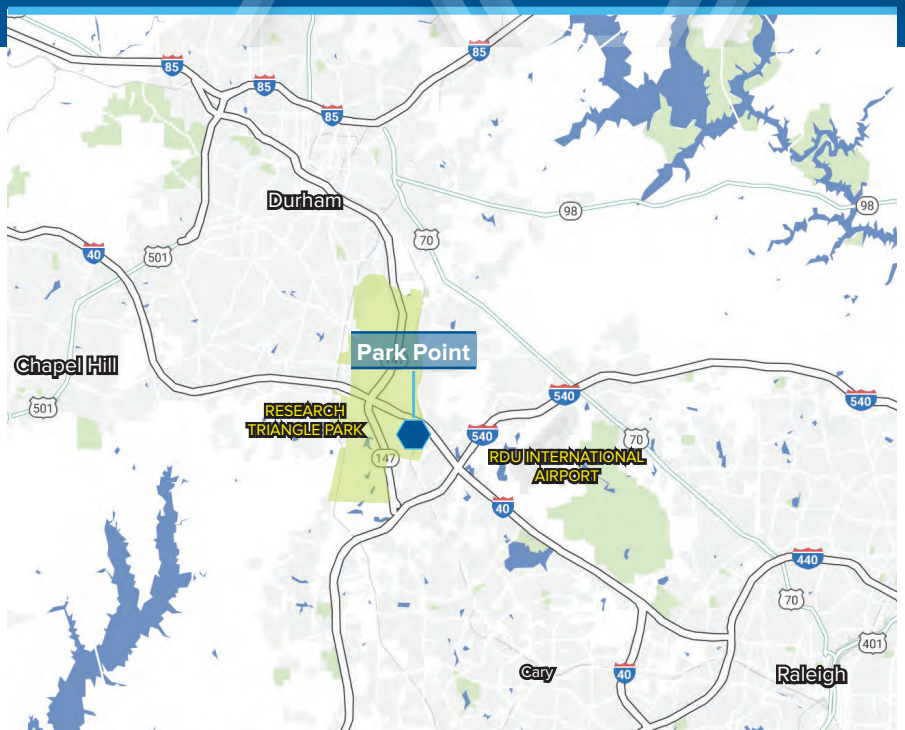 85
85
85
85
Durham
98
98
70
40
501
Chapel Hill
501
Park Point
RESEARCH
TRIANGLE PARK
147
540
540
540
70
RDU INTERNATIONAL
AIRPORT
40
440
70
401
Cary
40
Raleigh